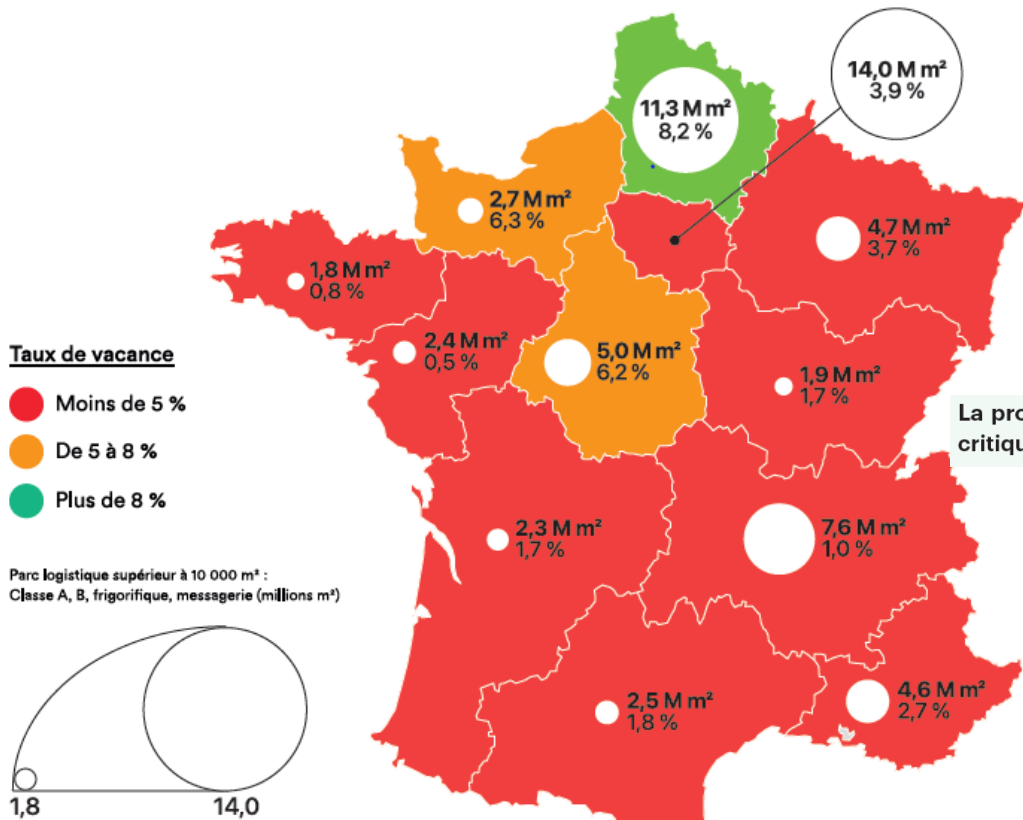 14,0 M m²
3,9 %
11,3 M m²
8,2 %
2,7 M m²
6,3 %
4,7 M m²
3,7 %
1,8 M m²
0,8 %
2,4 M m²
0,5 %
5,0 M m²
6,2 %
1,9 M m²
1,7 %
Taux de vacance
Moins de 5 %
De 5 à 8 %
Plus de 8 %
La pro
critiqu
2,3 M m²
1,7 %
7,6 M m²
1,0 %
Parc logistique supérieur à 10 000 m² :
Classe A, B, frigorifique, messagerie (millions m²)
2,5 M m²
1,8 %
4,6 M m²
2,7 %
1,8
14,0